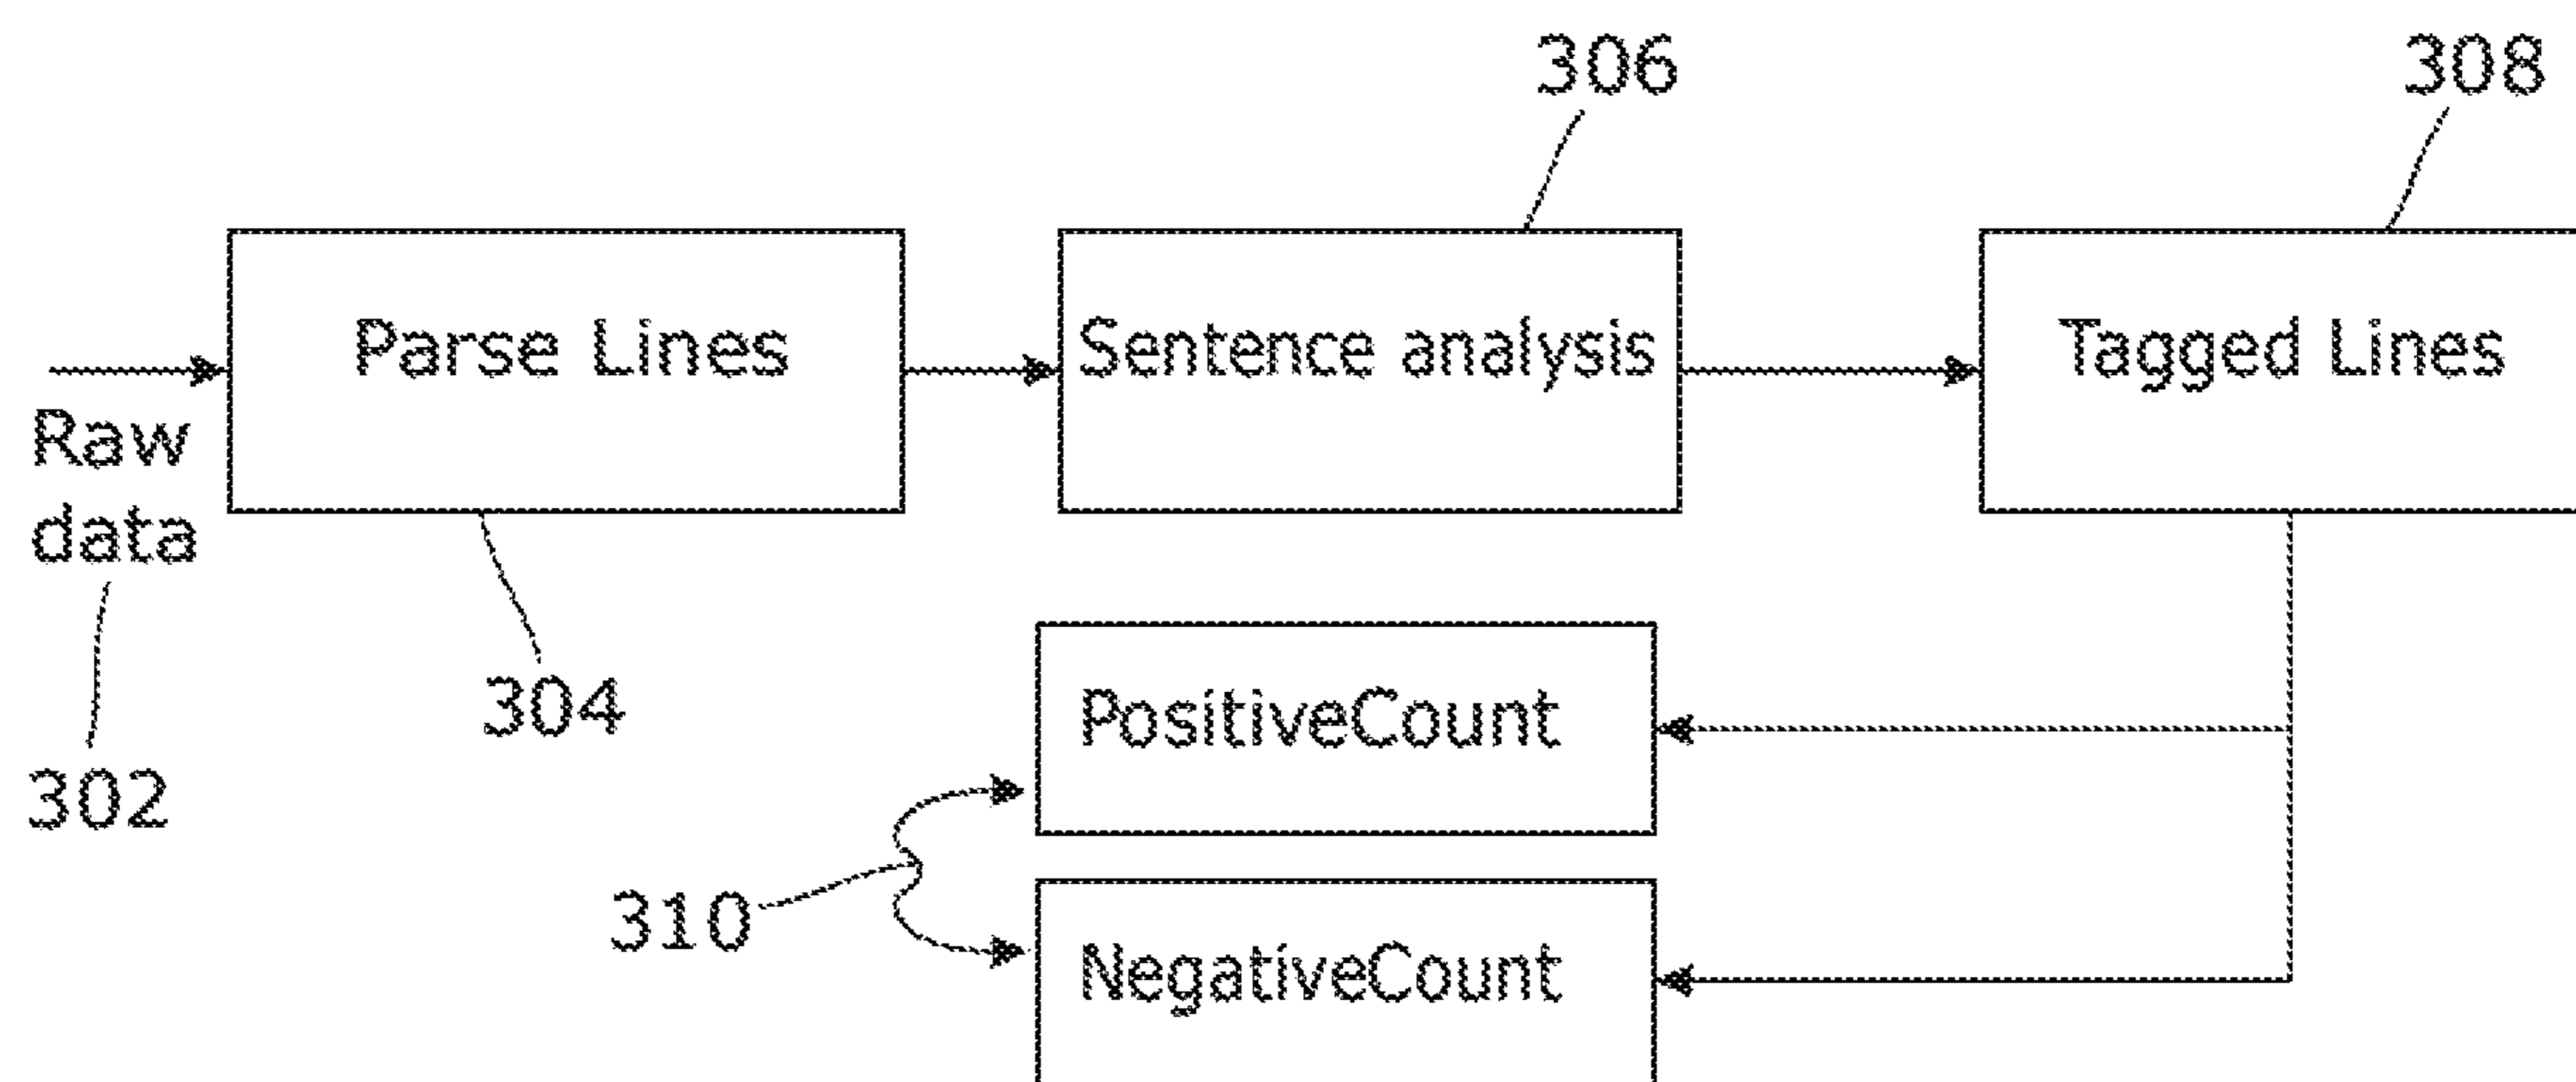 306
308
Parse Lines
Sentence analysis
Tagged Lines
Raw
data
304
302
PositiveCount
310
NegativeCount